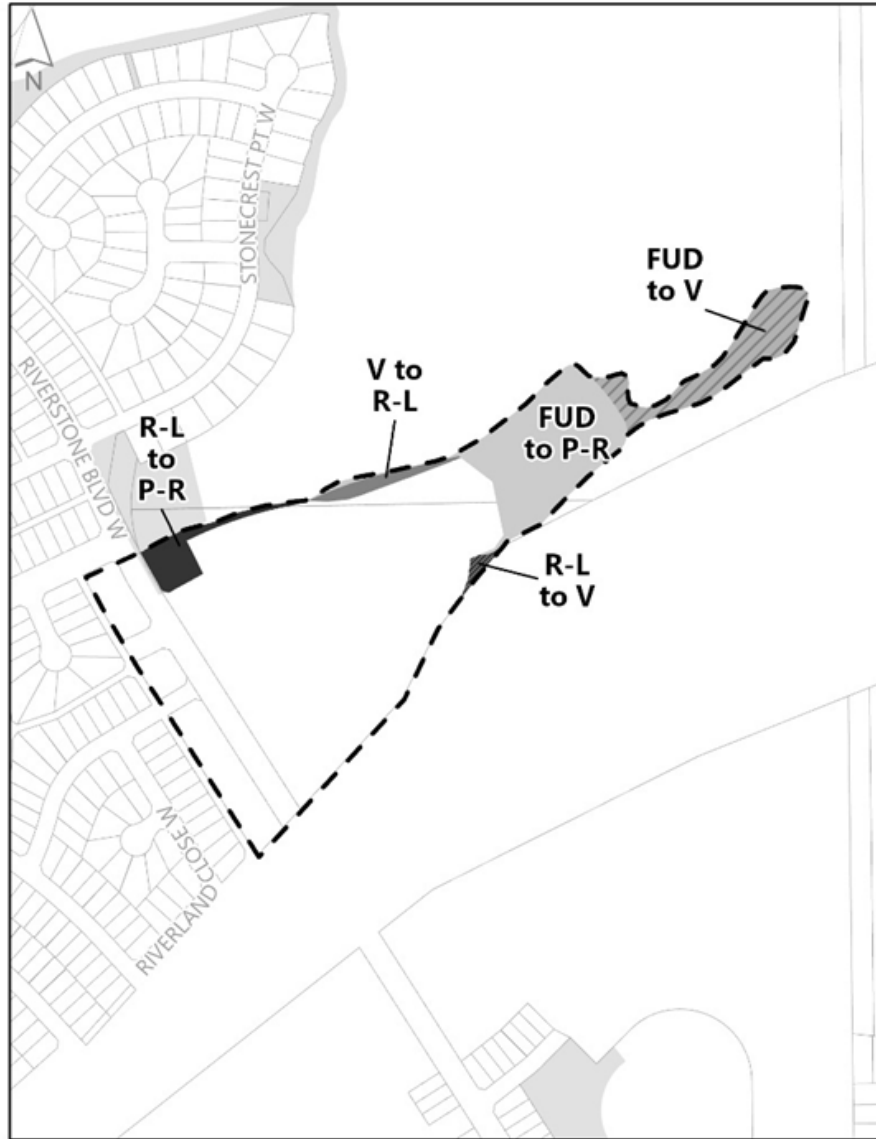 N
STONECREST PT W
FUD
to V
RIVERSTONE BLVD W
V to
R-L
R-L
to
P-R
FUD
to P-R
R-L
to V
CLOSE W
RIVERLAND